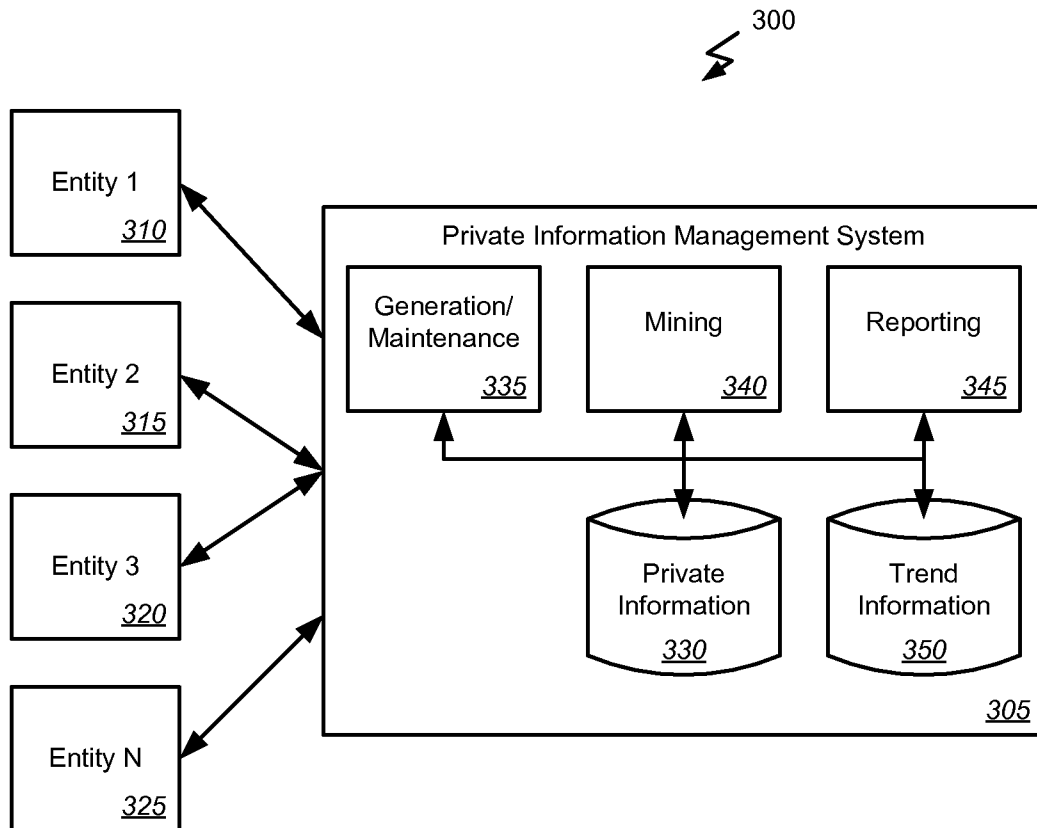 300
Entity 1
310
Entity 2
315
Entity 3
320
Entity N
325
Private Information Management System
Generation/
Maintenance
335
Mining
340
Reporting
345
Private
Information
330
Trend
Information
350
305